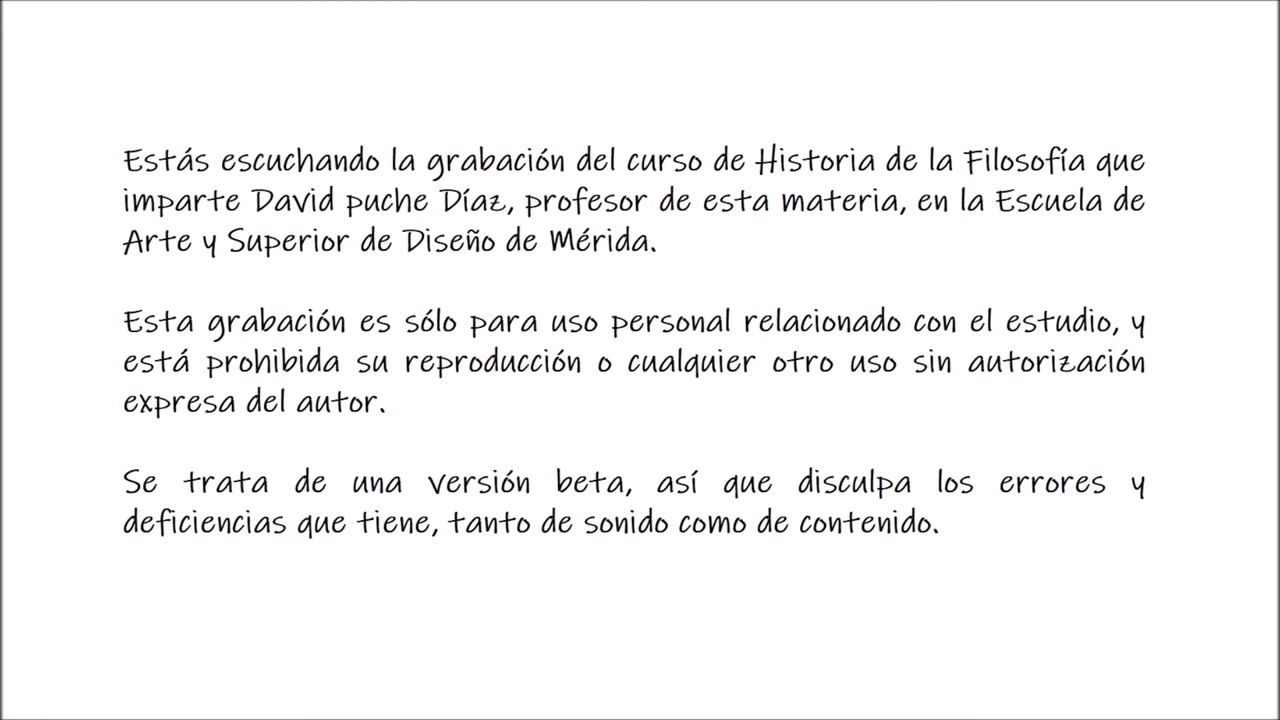 Estás escuchando la grabación del curso de Historia de la Filosofía que
imparte David puche Díaz, profesor de esta materia, en la Escuela de
Arte y Superior de Diseño de Mérida.
Esta grabación es sólo para uso personal relacionado con el estudio, y
está prohibida su reproducción o cualquier otro uso sin autorización
expresa del autor.
Se trata de una versión beta, así que disculpa los errores y
deficiencias que tiene, tanto de sonido como de contenido.